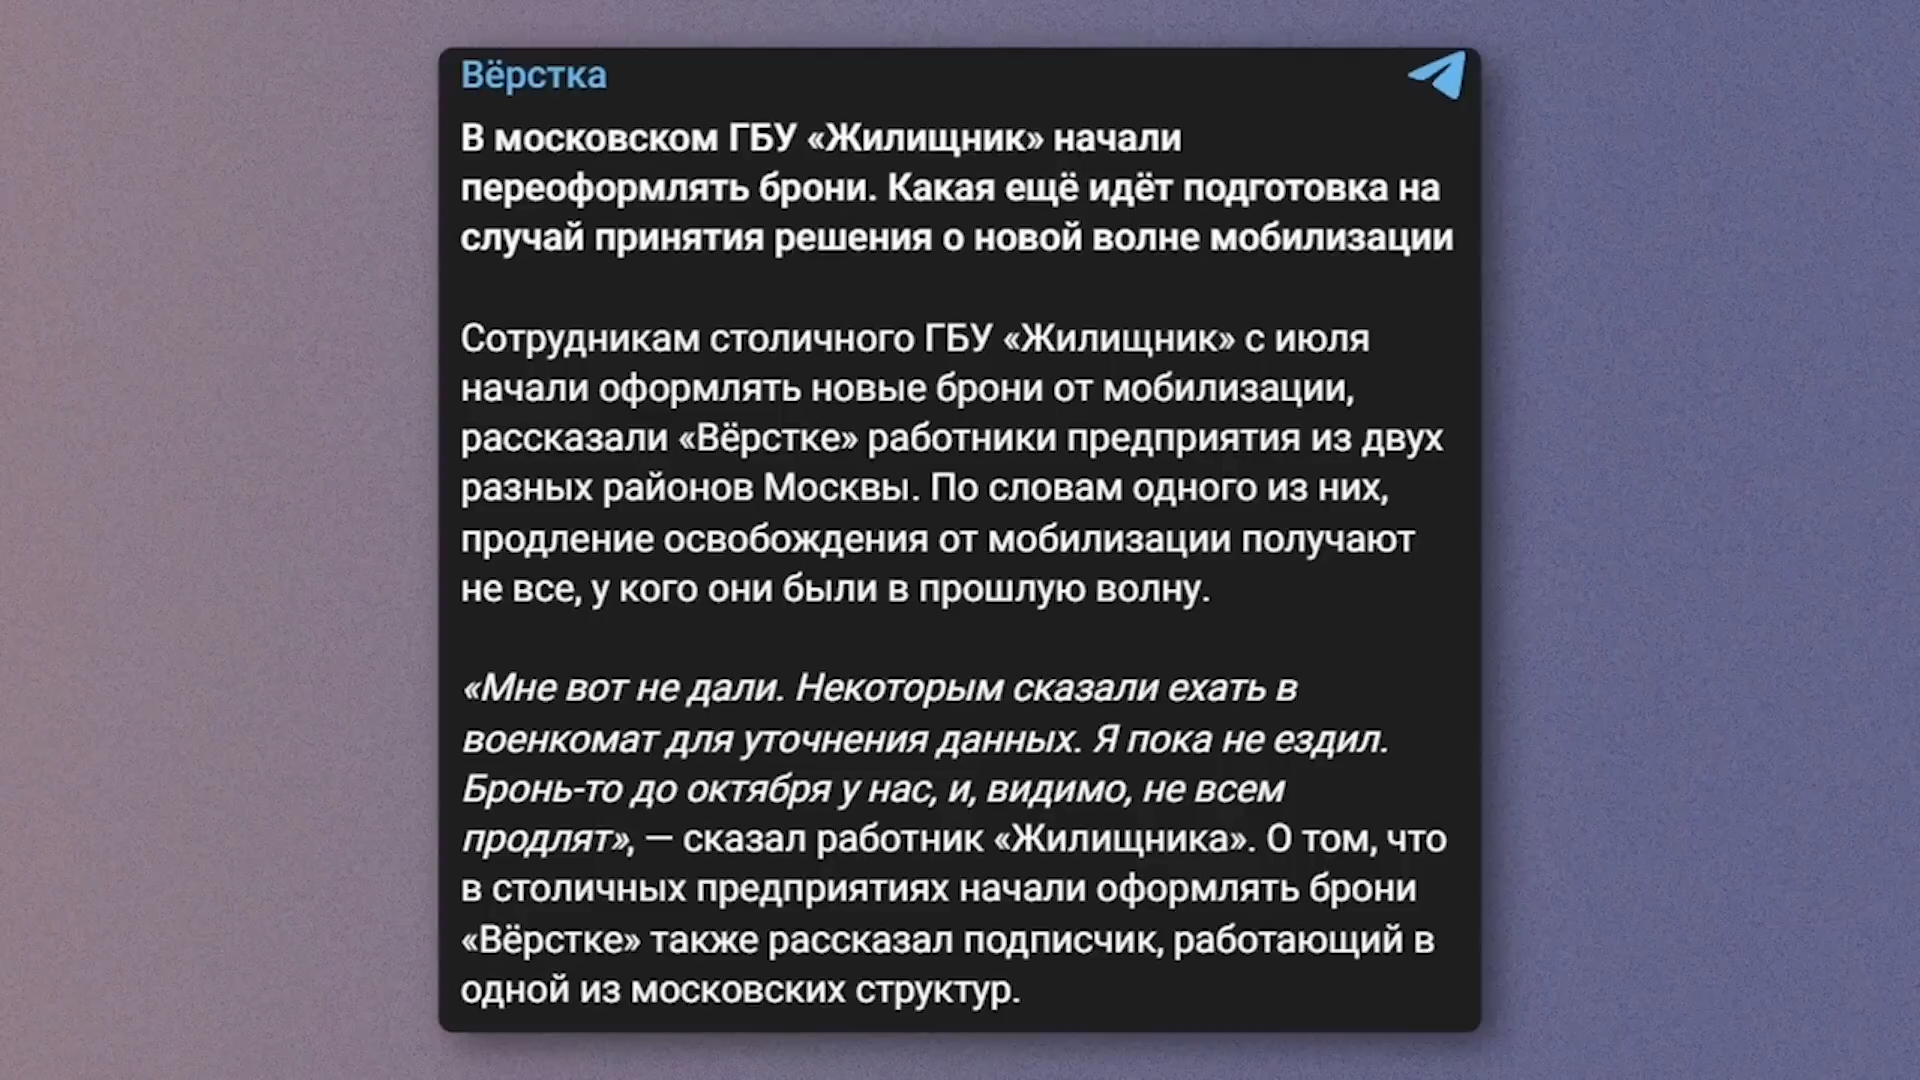 Вёрстка
В московском ГБУ «Жилищник» начали
переоформлять брони. Какая ещё идёт подготовка на
случай принятия решения о новой волне мобилизации
Сотрудникам столичного ГБУ «Жилищник» с июля
начали оформлять новые брони от мобилизации,
рассказали «Вёрстке» работники предприятия из двух
разных районов Москвы. По словам одного из них,
продление освобождения от мобилизации получают
не все, у кого они были в прошлую волну.
«Мне вот не дали. Некоторым сказали ехать в
военкомат для уточнения данных. Я пока не ездил.
Бронь-то до октября у нас, и, видимо, не всем
продлят», — сказал работник «Жилищника». О том, что
в столичных предприятиях начали оформлять брони
«Вёрстке» также рассказал подписчик, работающий в
одной из московских структур.